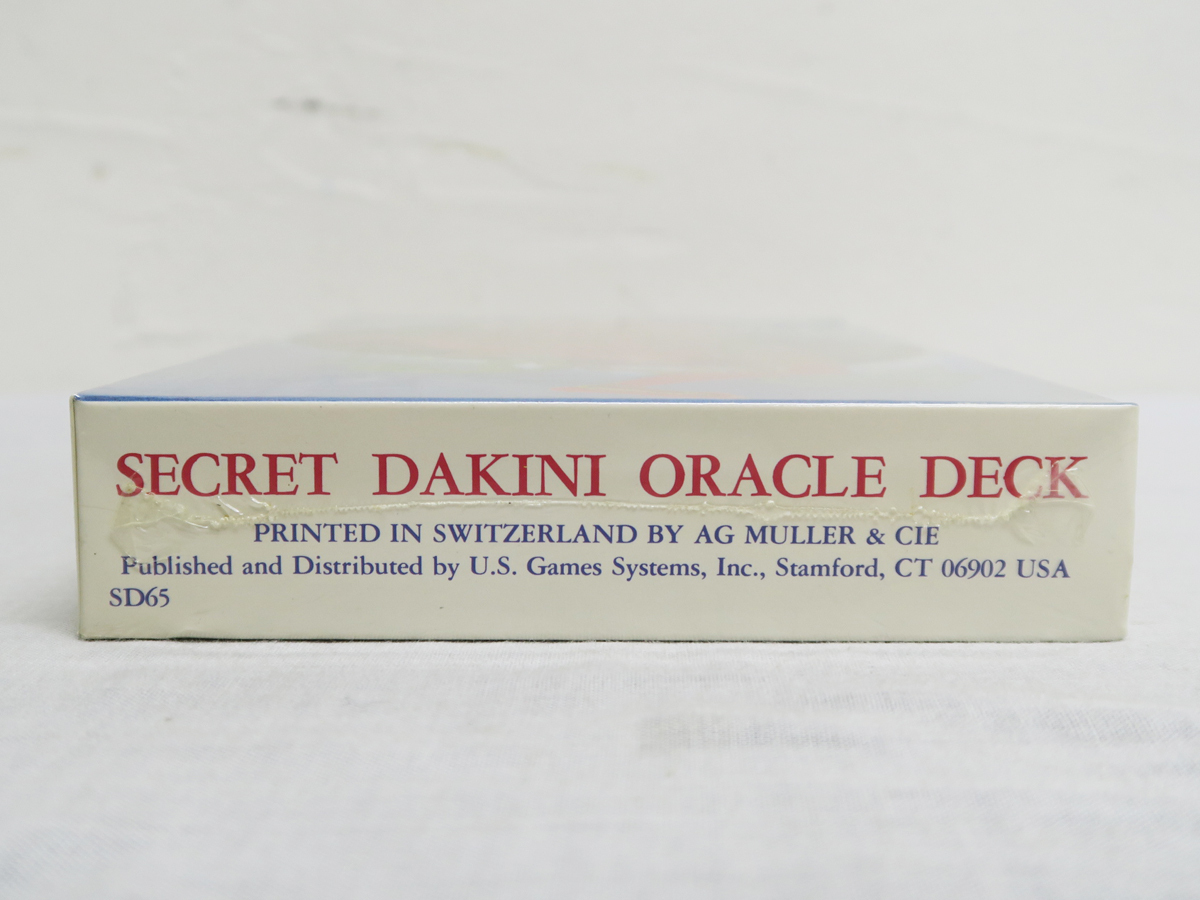 SECRET DAKINI ORACLE DECK
PRINTED IN SWITZERLAND BY AG MULLER & CIE
Published and Distributed by U.S. Games Systems, Inc., Stamford, CT 06902 USA
SD65